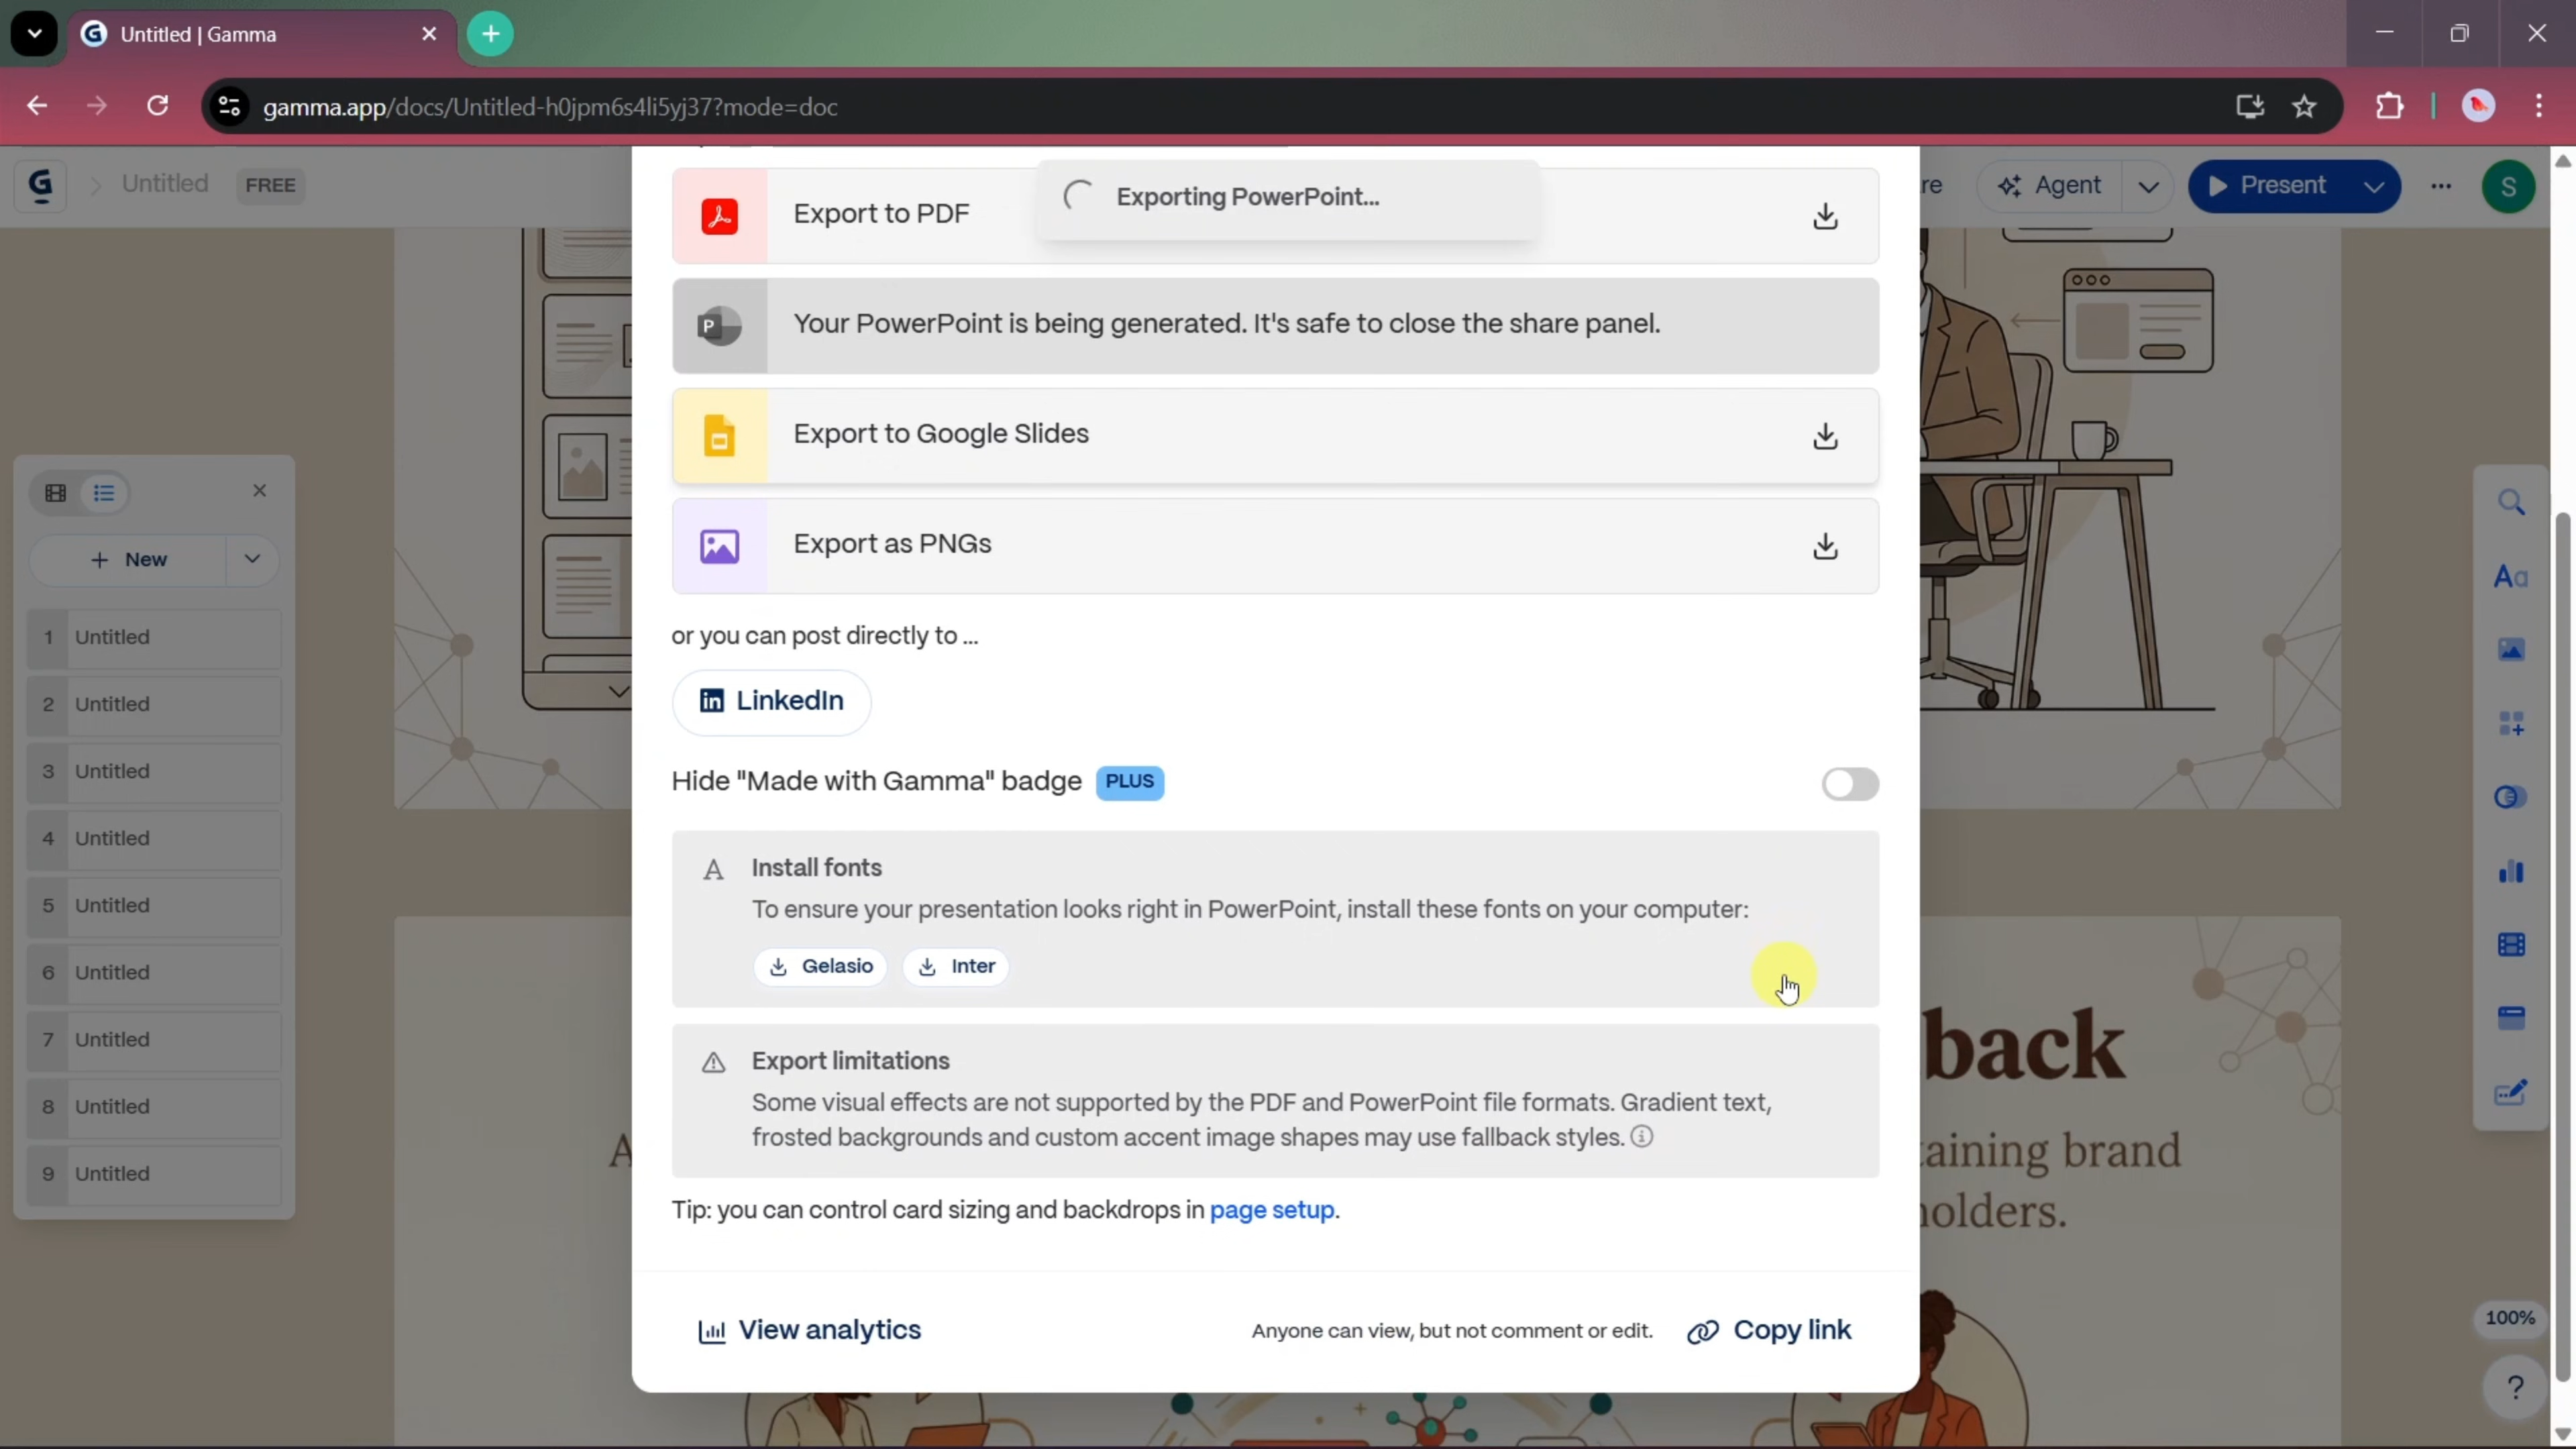 Untitled | Gamma
gamma.app/docs/Untitled-h0jpm6s4li5yj37?mode=doc
Untitled
FREE
re
Agent
Present
S
Exporting PowerPoint...
Export to PDF
Your PowerPoint is being generated. It's safe to close the share panel.
Export to Google Slides
Export as PNGs
or you can post directly to ...
LinkedIn
Hide "Made with Gamma" badge PLUS
Install fonts
To ensure your presentation looks right in PowerPoint, install these fonts on your computer:
Gelasio
Inter
Export limitations
Some visual effects are not supported by the PDF and PowerPoint file formats. Gradient text,
frosted backgrounds and custom accent image shapes may use fallback styles.
Tip: you can control card sizing and backdrops in page setup.
View analytics
Anyone can view, but not comment or edit.
Copy link
New
1 Untitled
2 Untitled
3 Untitled
4 Untitled
5 Untitled
6 Untitled
7 Untitled
8 Untitled
9 Untitled
A
back
aining brand
holders.
Aa
100%
?